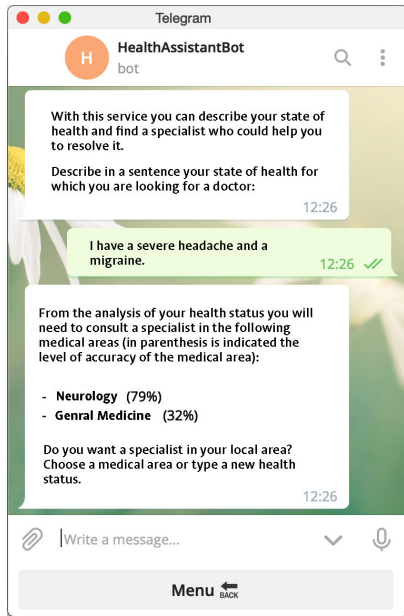 Telegram
H
HealthAssistantBot
bot
With this service you can describe your state of
health and find a specialist who could help you
to resolve it.
Describe in a sentence your state of health for
which you are looking for a doctor:
12:26
I have a severe headache and a
migraine.
12:26
From the analysis of your health status you will
need to consult a specialist in the following
medical areas (in parenthesis is indicated the
level of accuracy of the medical area):
- Neurology (79%)
- Genral Medicine (32%)
Do you want a specialist in your local area?
Choose a medical area or type a new health
status.
12:26
Write a message...
Menu BACK